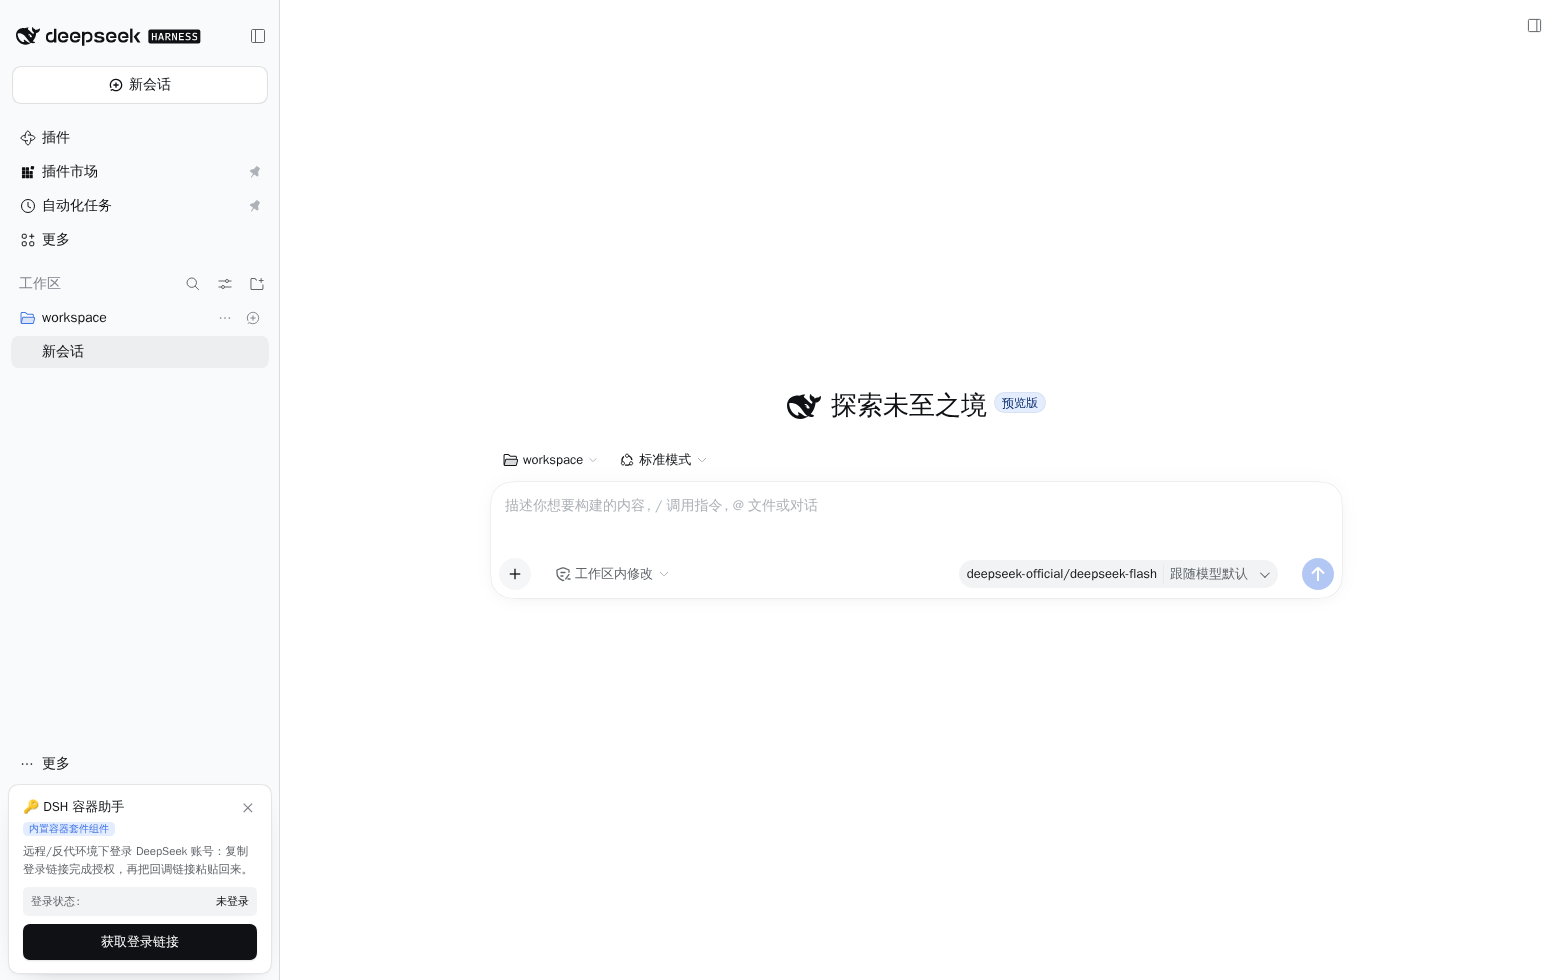 deepseek HARNESS
新会话
插件
插件市场
自动化任务
更多
工作区
workspace
新会话
更多
🔑 DSH 容器助手
内置容器套件组件
远程/反代环境下登录 DeepSeek 账号：复制
登录链接完成授权，再把回调链接粘贴回来。
登录状态: 未登录
获取登录链接
探索未至之境 预览版
workspace 标准模式
描述你想要构建的内容, / 调用指令, @ 文件或对话
工作区内修改 deepseek-official/deepseek-flash 跟随模型默认